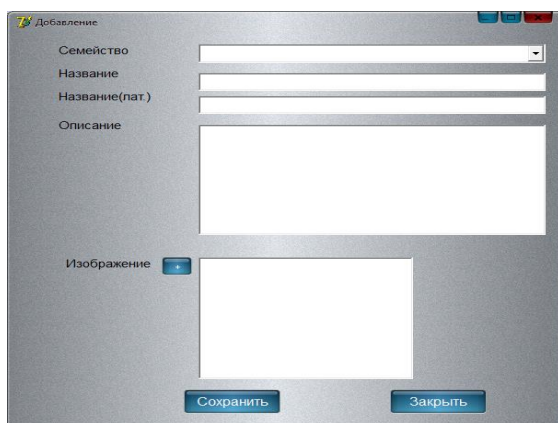 Добавление
Семейство
Название
Название(лат.)
Описание
Изображение +
Сохранить Закрыть